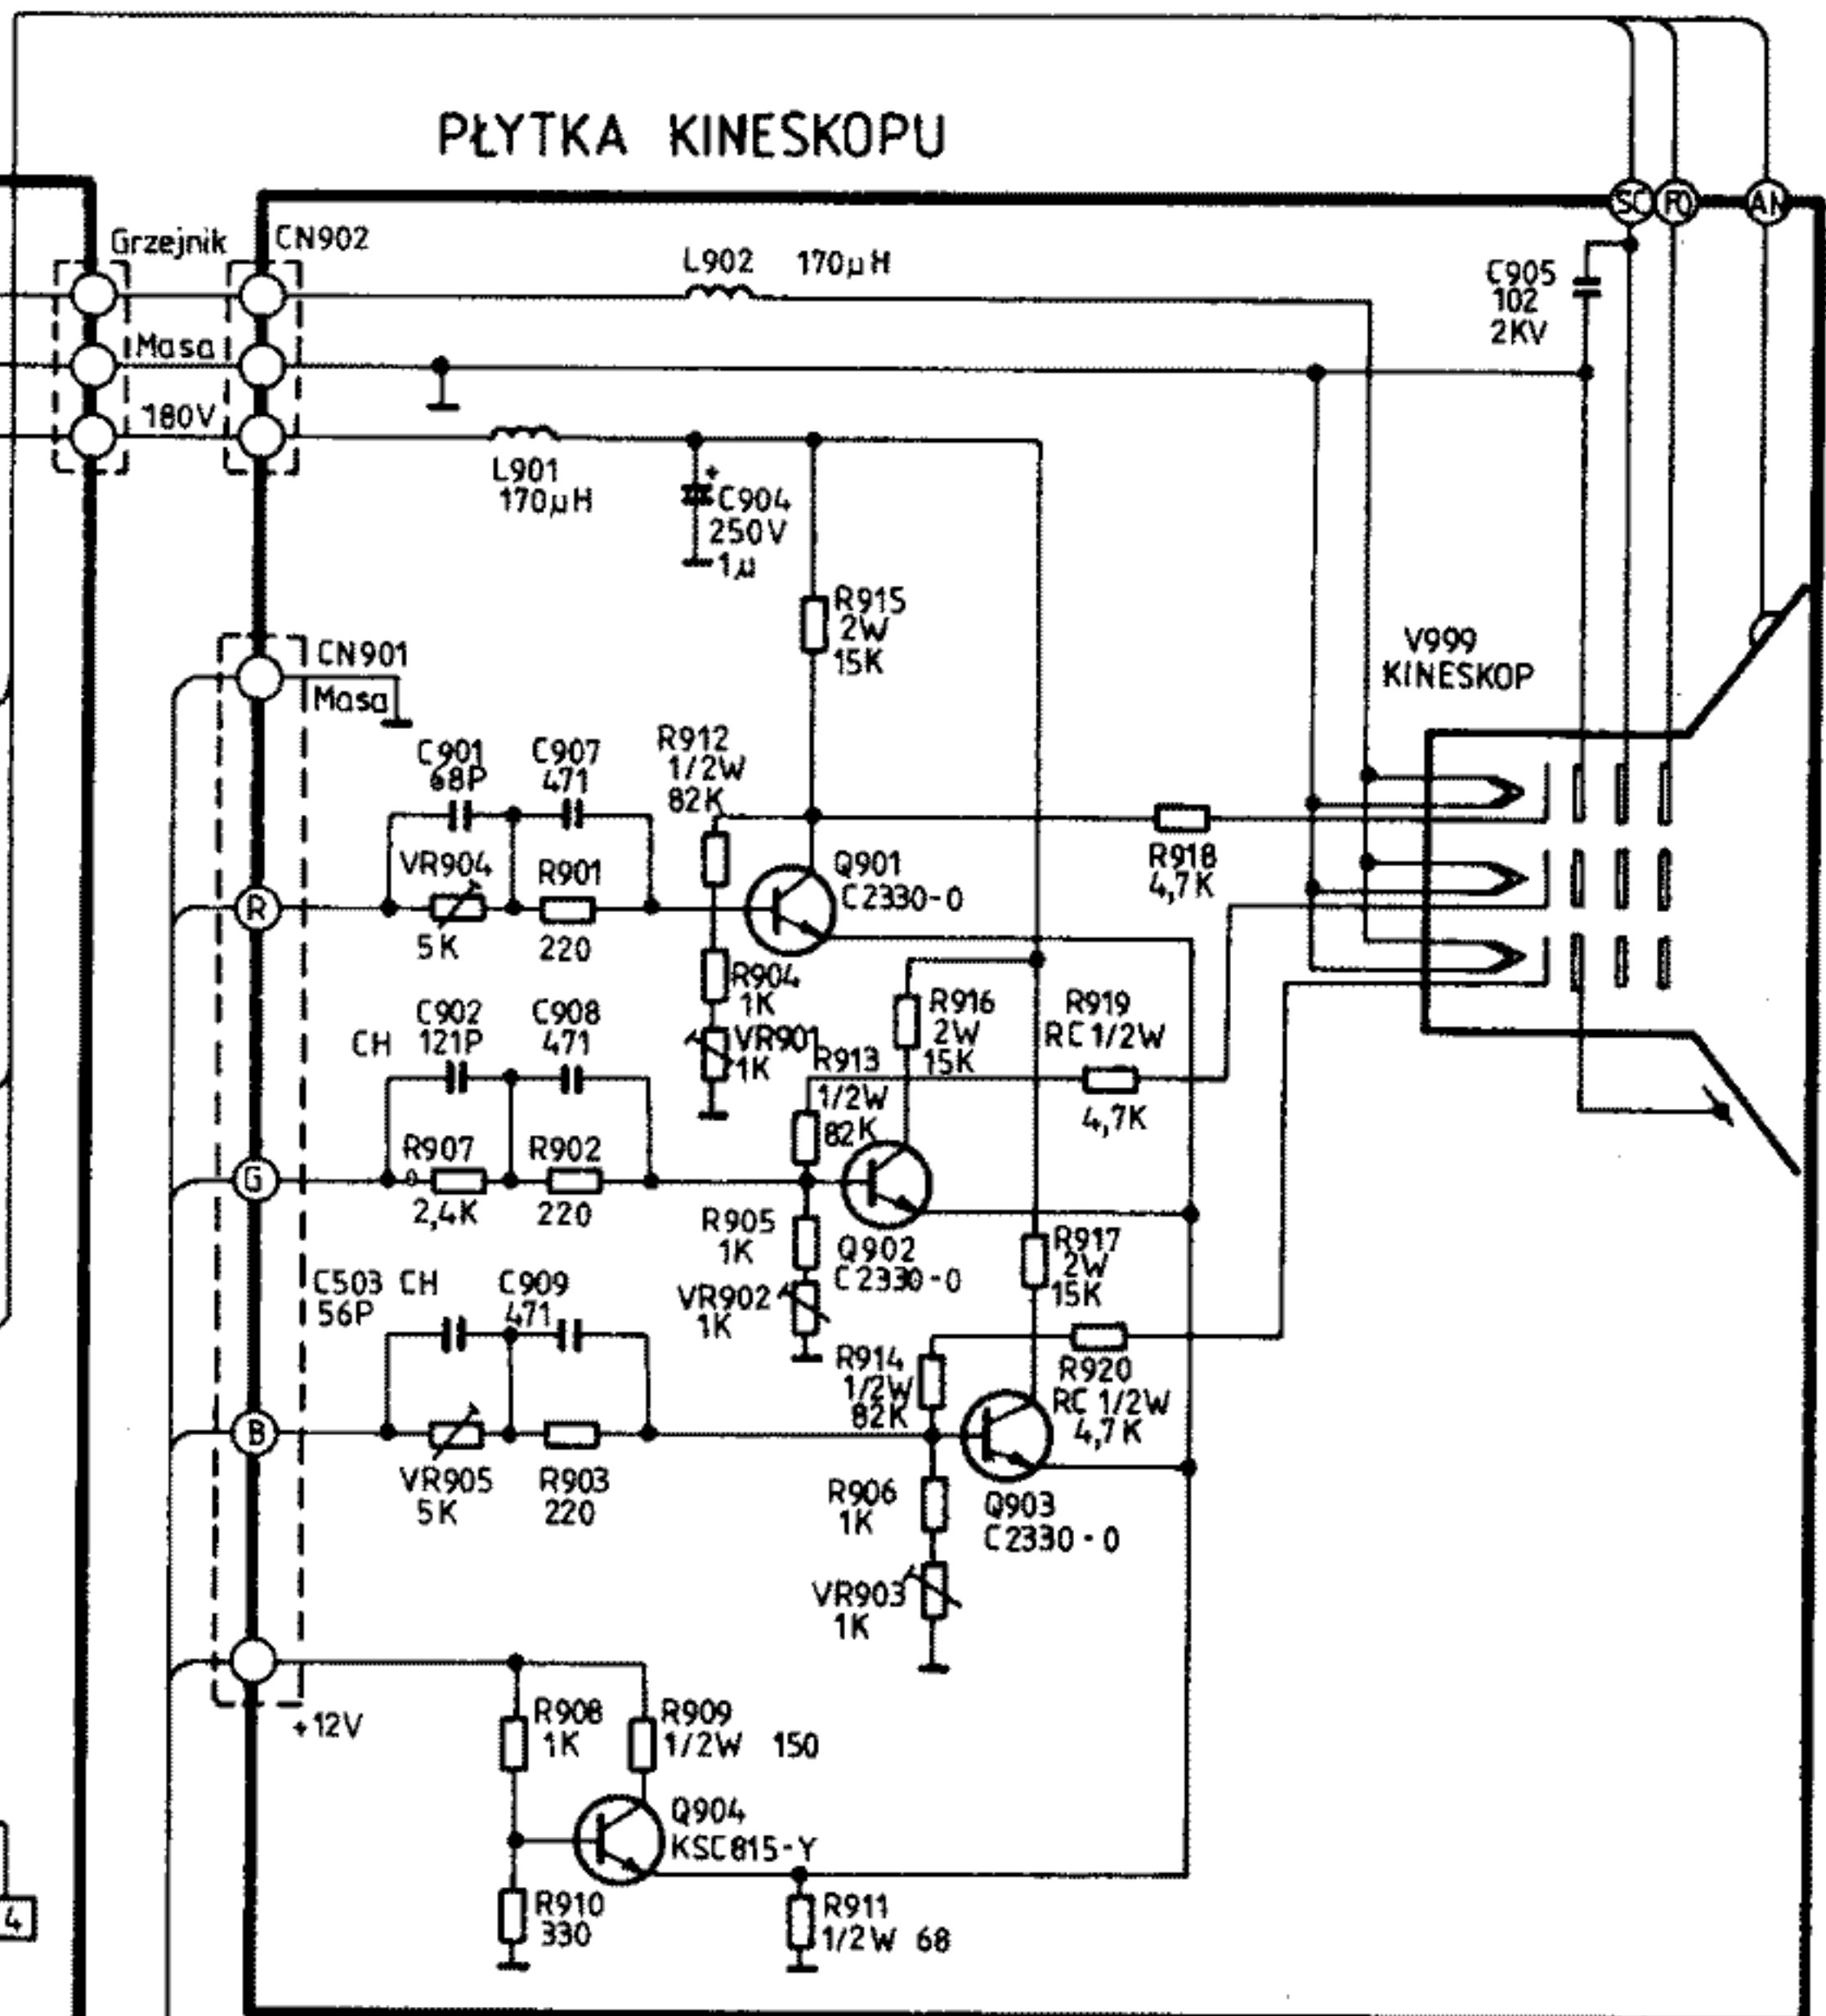 PŁYTKA KINESKOPU
SC
FO
AN
Grzejnik
CN902
L902 170µH
C905
102
2KV
Masa
180V
L901
170µH
+
C904
250V
1µ
R915
2W
15K
V999
KINESKOP
CN901
Masa
C901
68P
C907
471
R912
1/2W
82K
VR904
5K
R901
220
R
Q901
C2330-0
R918
4,7K
R904
1K
VR901
1K
R916
2W
15K
R919
RC 1/2W
4,7K
CH
C902
121P
C908
471
R913
1/2W
82K
R907
2,4K
R902
220
G
R905
1K
Q902
C2330-0
VR902
1K
R917
2W
15K
C503 CH
56P
C909
471
R914
1/2W
82K
R920
RC 1/2W
4,7K
B
VR905
5K
R903
220
R906
1K
Q903
C2330-0
VR903
1K
+12V
R908
1K
R909
1/2W 150
Q904
KSC815-Y
R910
330
R911
1/2W 68
4